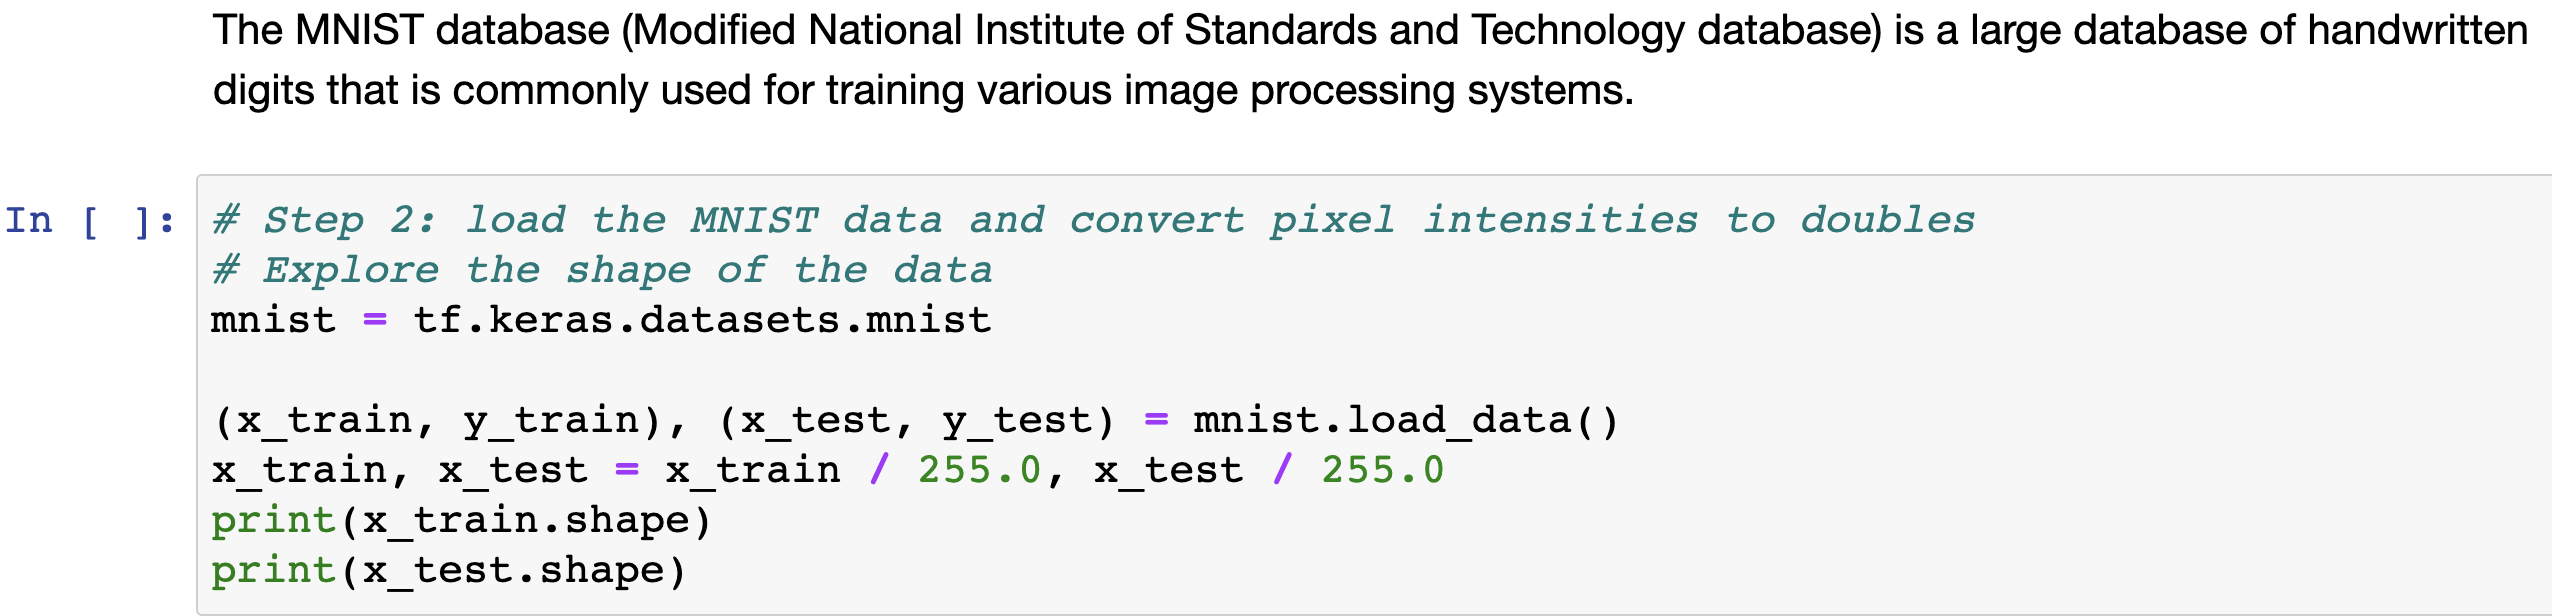 The MNIST database (Modified National Institute of Standards and Technology database) is a large database of handwritten
digits that is commonly used for training various image processing systems.
In [ ]: # Step 2: load the MNIST data and convert pixel intensities to doubles
# Explore the shape of the data
mnist = tf.keras.datasets.mnist
(x_train, y_train), (x_test, y_test) = mnist.load_data()
x_train, x_test = x_train / 255.0, x_test / 255.0
print(x_train.shape)
print(x_test.shape)